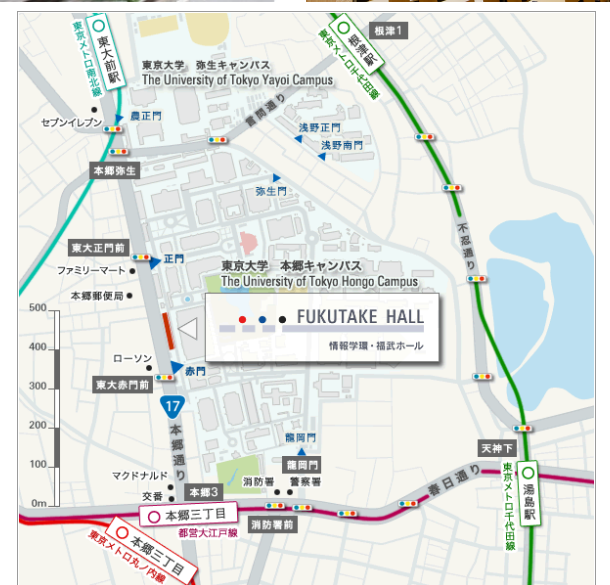 東大前駅
東京メトロ南北線
東京大学 弥生キャンパス
The University of Tokyo Yayoi Campus
根津1
根津駅
東京メトロ千代田線
セブンイレブン
農正門
言問通り
浅野正門
浅野南門
本郷弥生
弥生門
不忍通り
東大正門前
正門
ファミリーマート
東京大学 本郷キャンパス
The University of Tokyo Hongo Campus
本郷郵便局
500
400
300
200
100
0m
FUKUTAKE HALL
情報学環・福武ホール
ローソン
赤門
東大赤門前
17
本郷通り
龍岡門
龍岡門
天神下
春日通り
マクドナルド
交番
本郷3
消防署
警察署
湯島駅
東京メトロ千代田線
本郷三丁目
都営大江戸線
消防署前
本郷三丁目
東京メトロ丸ノ内線